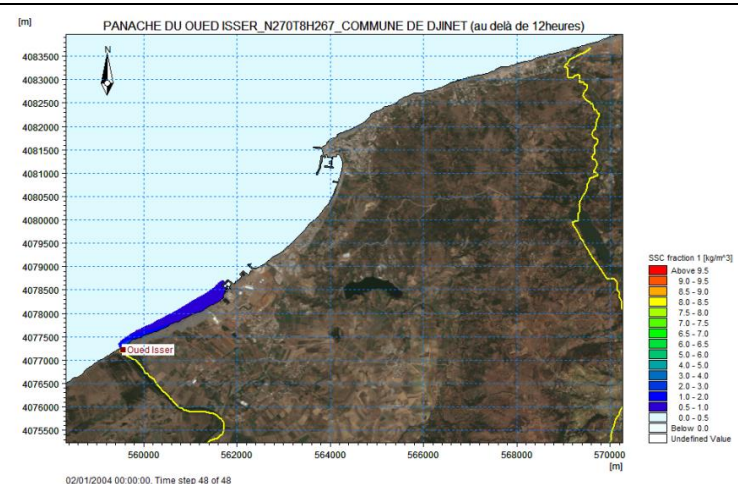 [m]
PANACHE DU OUED ISSER_N270T8H267_COMMUNE DE DJINET (au delà de 12heures)
N
4083500
4083000
4082500
4082000
4081500
4081000
4080500
4080000
4079500
4079000
4078500
4078000
4077500
4077000
4076500
4076000
4075500
Oued Isser
560000 562000 564000 566000 568000 570000
[m]
SSC fraction 1 [kg/m^3]
Above 9.5
9.0 - 9.5
8.5 - 9.0
8.0 - 8.5
7.5 - 8.0
7.0 - 7.5
6.5 - 7.0
6.0 - 6.5
5.0 - 6.0
4.0 - 5.0
3.0 - 4.0
2.0 - 3.0
1.0 - 2.0
0.5 - 1.0
0.0 - 0.5
Below 0.0
Undefined Value
02/01/2004 00:00:00. Time step 48 of 48